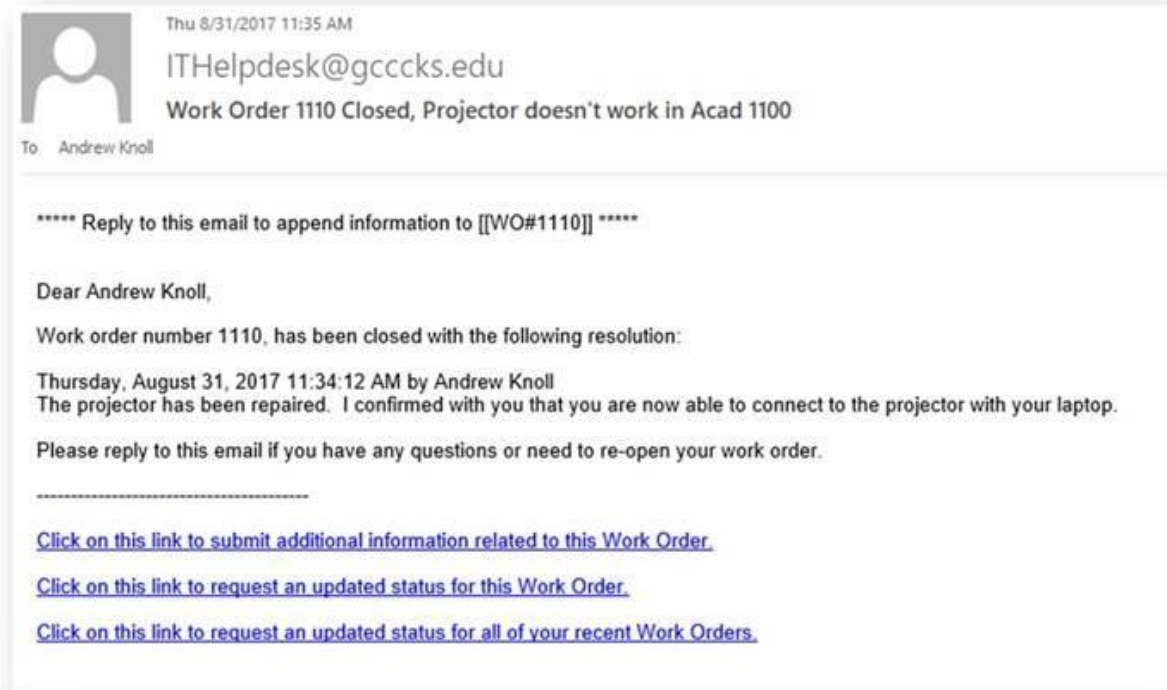 Thu 8/31/2017 11:35 AM
ITHelpdesk@gcccks.edu
Work Order 1110 Closed, Projector doesn't work in Acad 1100
To Andrew Knoll
***** Reply to this email to append information to [[WO#1110]] *****
Dear Andrew Knoll,
Work order number 1110, has been closed with the following resolution:
Thursday, August 31, 2017 11:34:12 AM by Andrew Knoll
The projector has been repaired.  I confirmed with you that you are now able to connect to the projector with your laptop.
Please reply to this email if you have any questions or need to re-open your work order.
----------------------------------------
Click on this link to submit additional information related to this Work Order.
Click on this link to request an updated status for this Work Order.
Click on this link to request an updated status for all of your recent Work Orders.